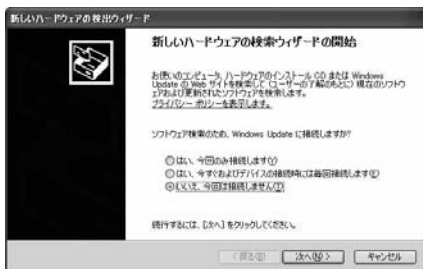 新しいハードウェアの検出ウィザード
新しいハードウェアの検索ウィザードの開始
お使いのコンピュータ、ハードウェアのインストール CD または Windows
Update の Web サイトを検索して (ユーザーの了解のもとに) 現在のソフトウ
ェアおよび更新されたソフトウェアを検索します。
プライバシー ポリシーを表示します。
ソフトウェア検索のため、Windows Update に接続しますか?
はい、今回のみ接続します(Y)
はい、今すぐおよびデバイスの接続時には毎回接続します(E)
いいえ、今回は接続しません(T)
続行するには、[次へ] をクリックしてください。
< 戻る(B) 次へ(N) > キャンセル